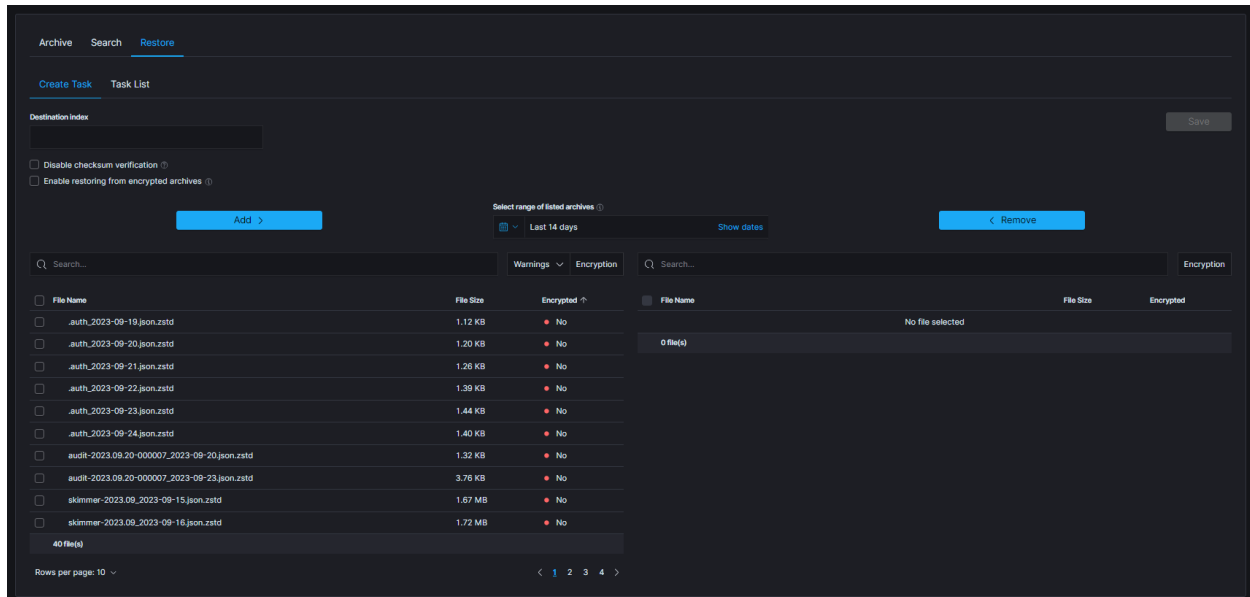 Archive Search Restore
Create Task Task List
Destination index
Save
Disable checksum verification
Enable restoring from encrypted archives
Select range of listed archives
Add > Last 14 days Show dates < Remove
Search... Warnings Encryption Search... Encryption
File Name File Size Encrypted ↑ File Name File Size Encrypted
.auth_2023-09-19.json.zstd 1.12 KB No No file selected
.auth_2023-09-20.json.zstd 1.20 KB No 0 file(s)
.auth_2023-09-21.json.zstd 1.26 KB No
.auth_2023-09-22.json.zstd 1.39 KB No
.auth_2023-09-23.json.zstd 1.44 KB No
.auth_2023-09-24.json.zstd 1.40 KB No
audit-2023.09.20-000007_2023-09-20.json.zstd 1.32 KB No
audit-2023.09.20-000007_2023-09-23.json.zstd 3.76 KB No
skimmer-2023.09_2023-09-15.json.zstd 1.67 MB No
skimmer-2023.09_2023-09-16.json.zstd 1.72 MB No
40 file(s)
Rows per page: 10 < 1 2 3 4 >